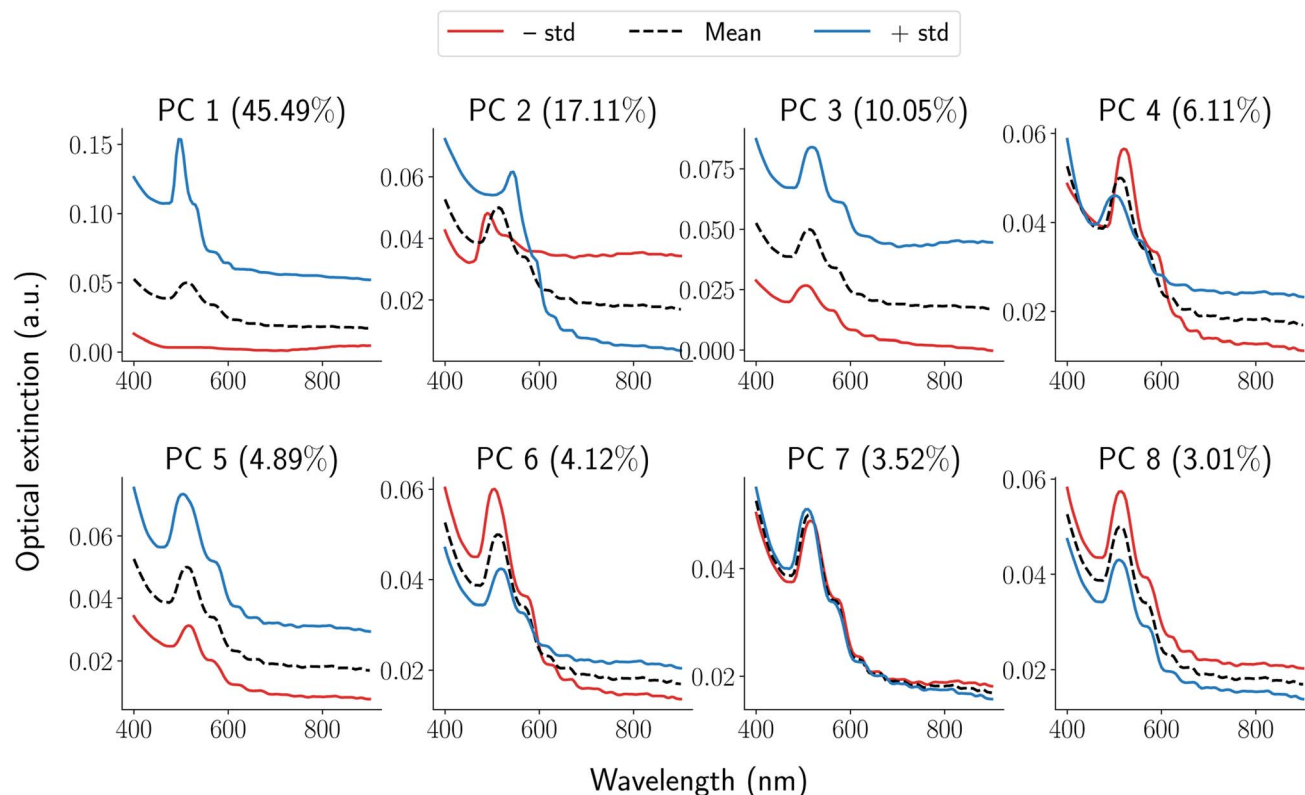 – std Mean + std
PC 1 (45.49%) PC 2 (17.11%) PC 3 (10.05%) PC 4 (6.11%)
0.15
0.10
0.05
0.00
400 600 800
0.06
0.04
0.02
400 600 800
0.075
0.050
0.025
0.000
400 600 800
0.06
0.04
0.02
400 600 800
Optical extinction (a.u.)
PC 5 (4.89%) PC 6 (4.12%) PC 7 (3.52%) PC 8 (3.01%)
0.06
0.04
0.02
400 600 800
0.06
0.04
0.02
400 600 800
0.04
0.02
400 600 800
0.06
0.04
0.02
400 600 800
Wavelength (nm)